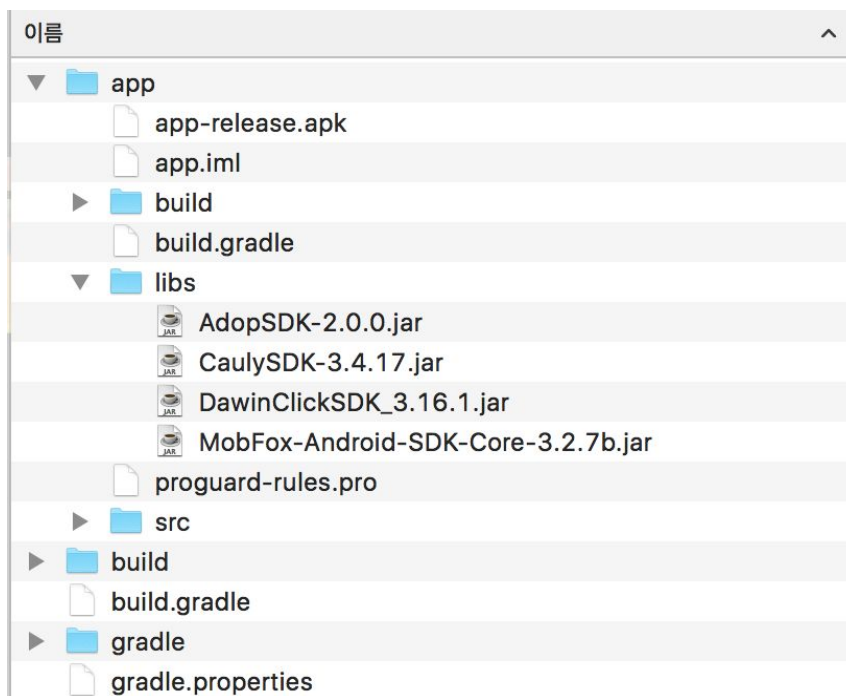 이름
app
app-release.apk
app.iml
build
build.gradle
libs
AdopSDK-2.0.0.jar
CaulySDK-3.4.17.jar
DawinClickSDK_3.16.1.jar
MobFox-Android-SDK-Core-3.2.7b.jar
proguard-rules.pro
src
build
build.gradle
gradle
gradle.properties